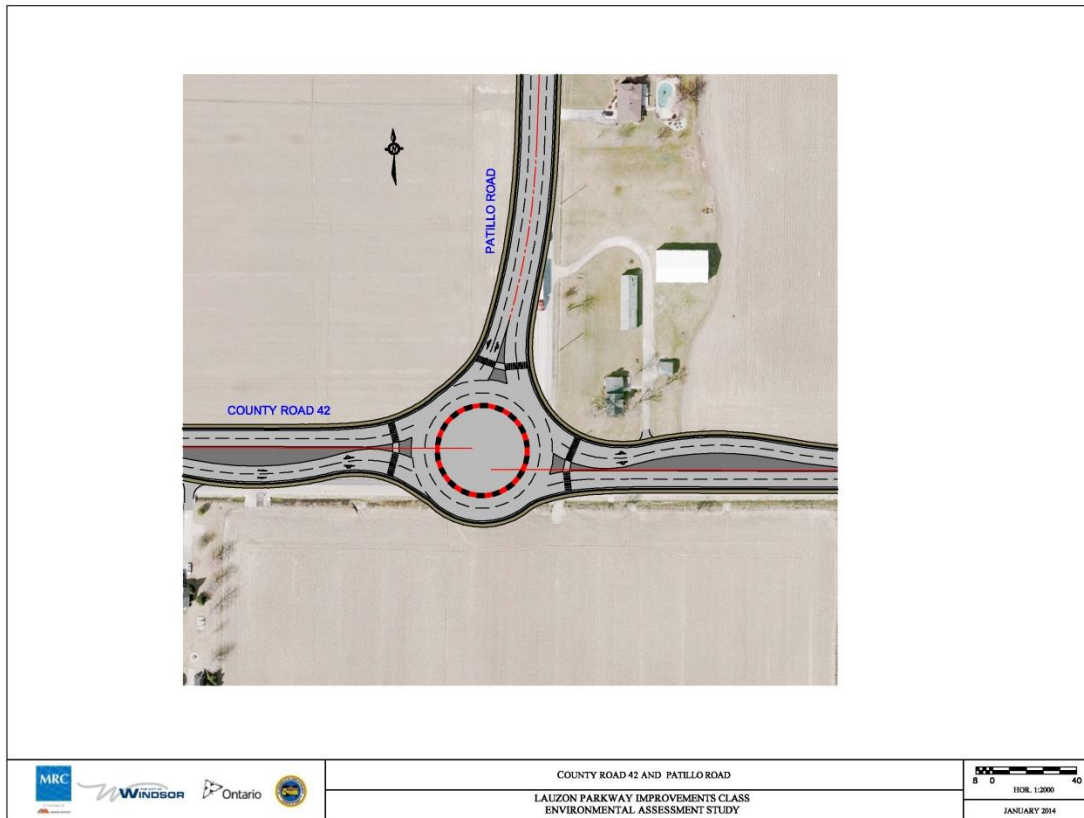 PATILLO ROAD
COUNTY ROAD 42
N
MRC
WINDSOR
Ontario
COUNTY ROAD 42 AND PATILLO ROAD
LAUZON PARKWAY IMPROVEMENTS CLASS
ENVIRONMENTAL ASSESSMENT STUDY
8 0 40
HOR. 1:2000
JANUARY 2014